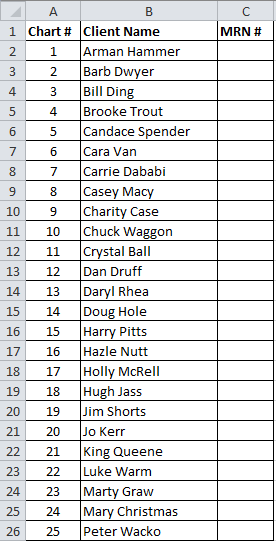 A B C
1 Chart # Client Name MRN #
2 1 Arman Hammer
3 2 Barb Dwyer
4 3 Bill Ding
5 4 Brooke Trout
6 5 Candace Spender
7 6 Cara Van
8 7 Carrie Dababi
9 8 Casey Macy
10 9 Charity Case
11 10 Chuck Waggon
12 11 Crystal Ball
13 12 Dan Druff
14 13 Daryl Rhea
15 14 Doug Hole
16 15 Harry Pitts
17 16 Hazle Nutt
18 17 Holly McRell
19 18 Hugh Jass
20 19 Jim Shorts
21 20 Jo Kerr
22 21 King Queene
23 22 Luke Warm
24 23 Marty Graw
25 24 Mary Christmas
26 25 Peter Wacko